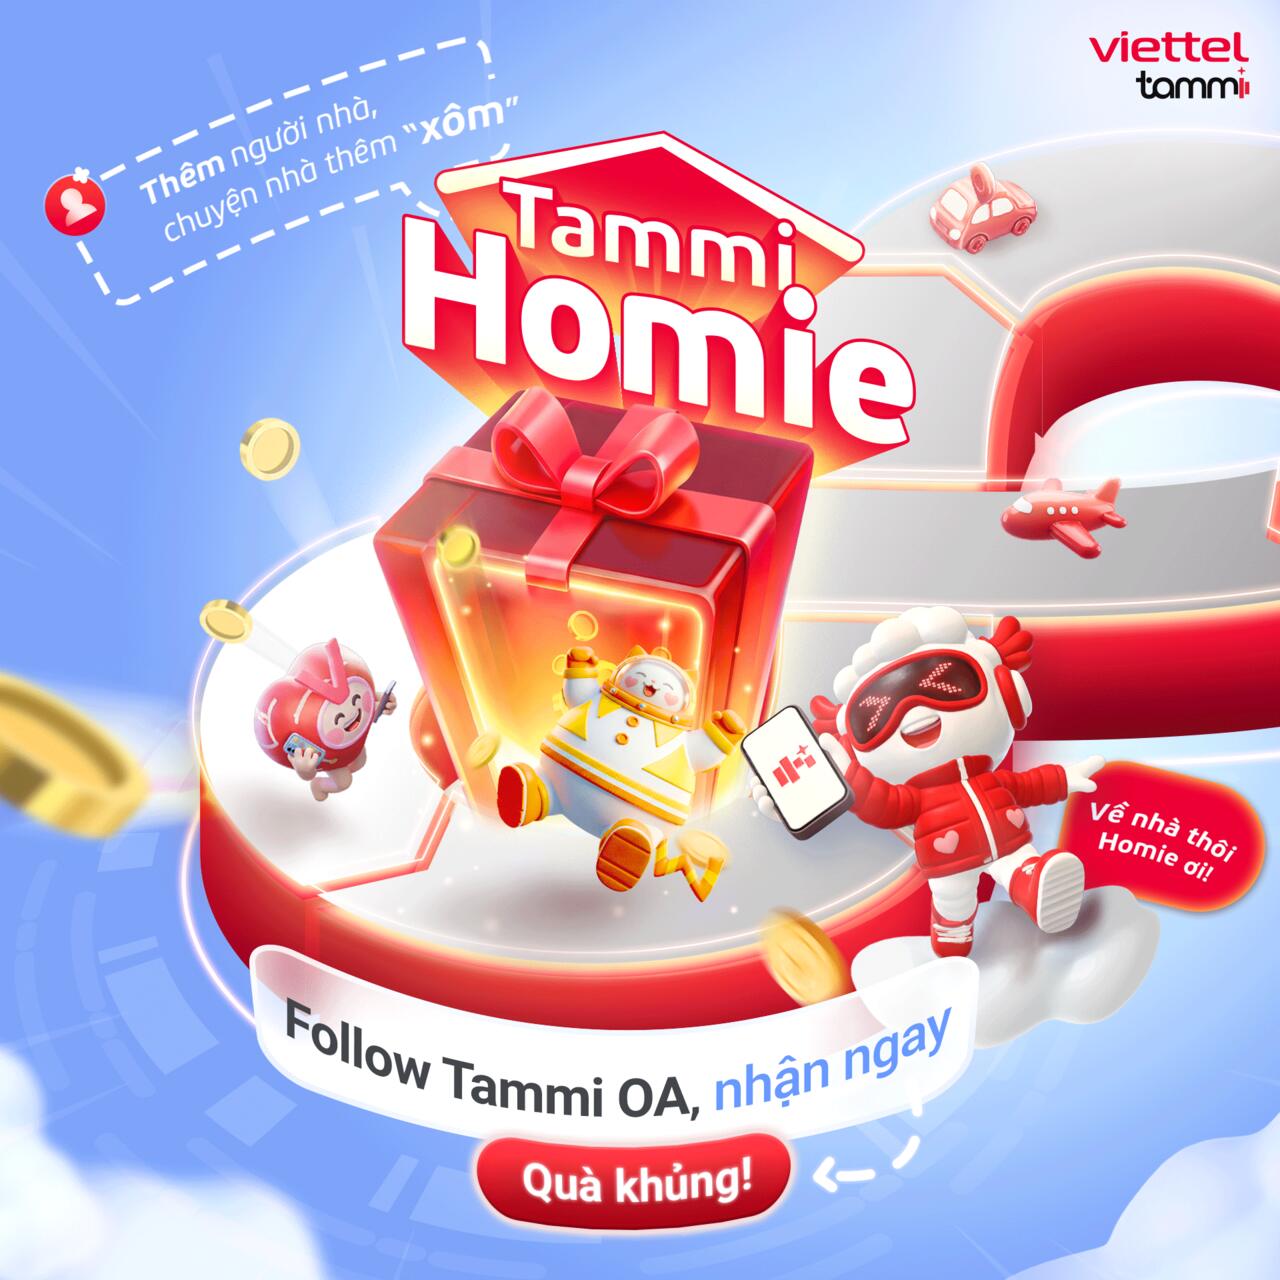 viettel
tammi
Thêm người nhà,
chuyện nhà thêm “xôm”
Tammi
Homie
Về nhà thôi
Homie ơi!
Follow Tammi OA, nhận ngay
Quà khủng!